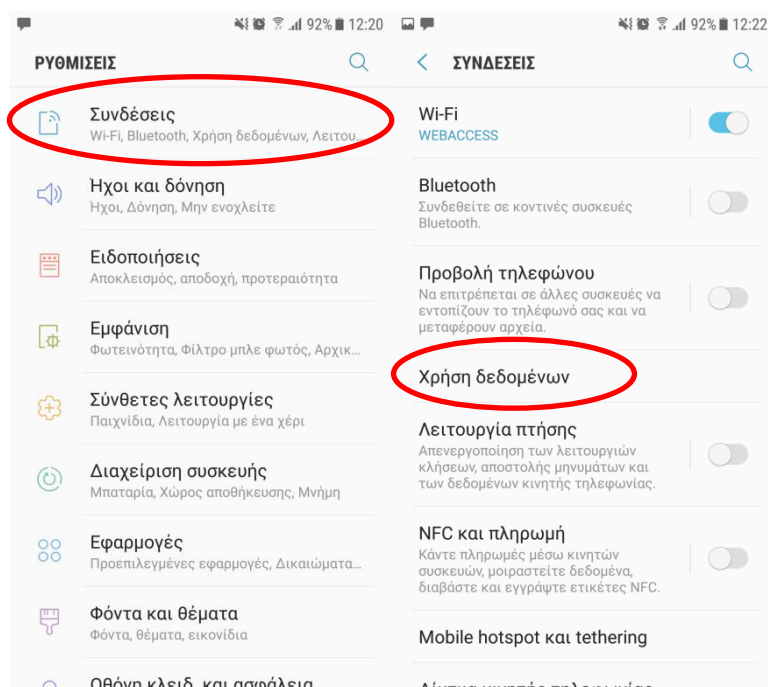 92% 12:20
ΡΥΘΜΙΣΕΙΣ
Συνδέσεις
Wi-Fi, Bluetooth, Χρήση δεδομένων, Λειτου...
Ήχοι και δόνηση
Ήχοι, Δόνηση, Μην ενοχλείτε
Ειδοποιήσεις
Αποκλεισμός, αποδοχή, προτεραιότητα
Εμφάνιση
Φωτεινότητα, Φίλτρο μπλε φωτός, Αρχικ...
Σύνθετες λειτουργίες
Παιχνίδια, Λειτουργία με ένα χέρι
Διαχείριση συσκευής
Μπαταρία, Χώρος αποθήκευσης, Μνήμη
Εφαρμογές
Προεπιλεγμένες εφαρμογές, Δικαιώματα...
Φόντα και θέματα
Φόντα, θέματα, εικονίδια
Οθόνη κλειδ. και ασφάλεια
92% 12:22
ΣΥΝΔΕΣΕΙΣ
Wi-Fi
WEBACCESS
Bluetooth
Συνδεθείτε σε κοντινές συσκευές
Bluetooth.
Προβολή τηλεφώνου
Να επιτρέπεται σε άλλες συσκευές να
εντοπίζουν το τηλέφωνό σας και να
μεταφέρουν αρχεία.
Χρήση δεδομένων
Λειτουργία πτήσης
Απενεργοποίηση των λειτουργιών
κλήσεων, αποστολής μηνυμάτων και
των δεδομένων κινητής τηλεφωνίας.
NFC και πληρωμή
Κάντε πληρωμές μέσω κινητών
συσκευών, μοιραστείτε δεδομένα,
διαβάστε και εγγράψτε ετικέτες NFC.
Mobile hotspot και tethering
Δίκτυα κινητής τηλεφωνίας